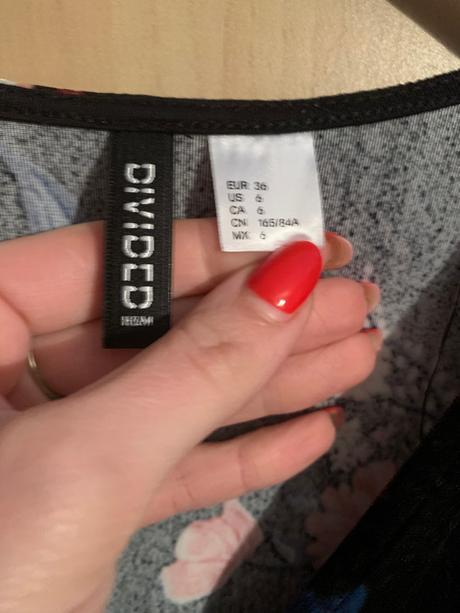 DIVIDED
H&M
EUR: 36
US: 6
CA: 6
CN: 165/84A
MX: 6